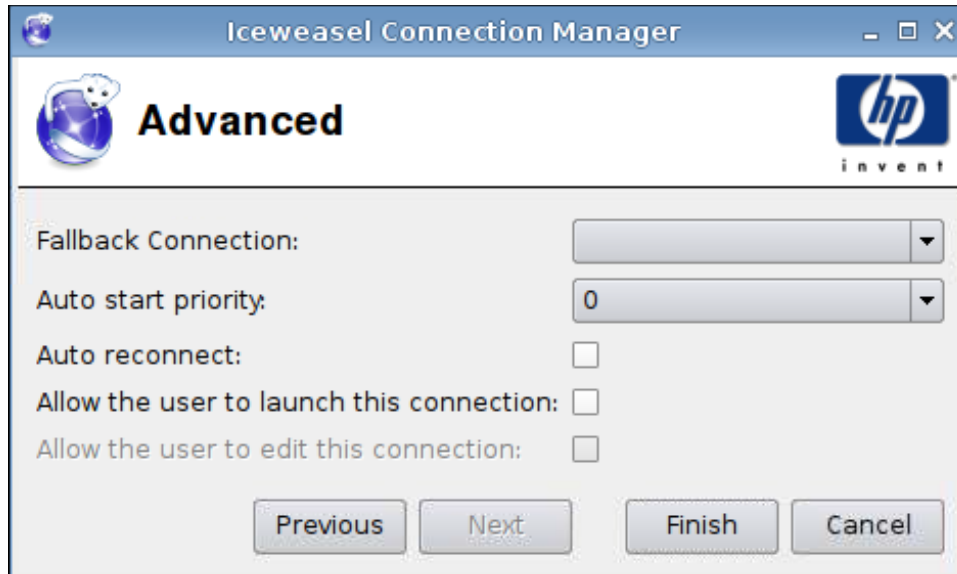 Iceweasel Connection Manager
Advanced
hp
invent
Fallback Connection:
Auto start priority: 0
Auto reconnect:
Allow the user to launch this connection:
Allow the user to edit this connection:
Previous Next Finish Cancel